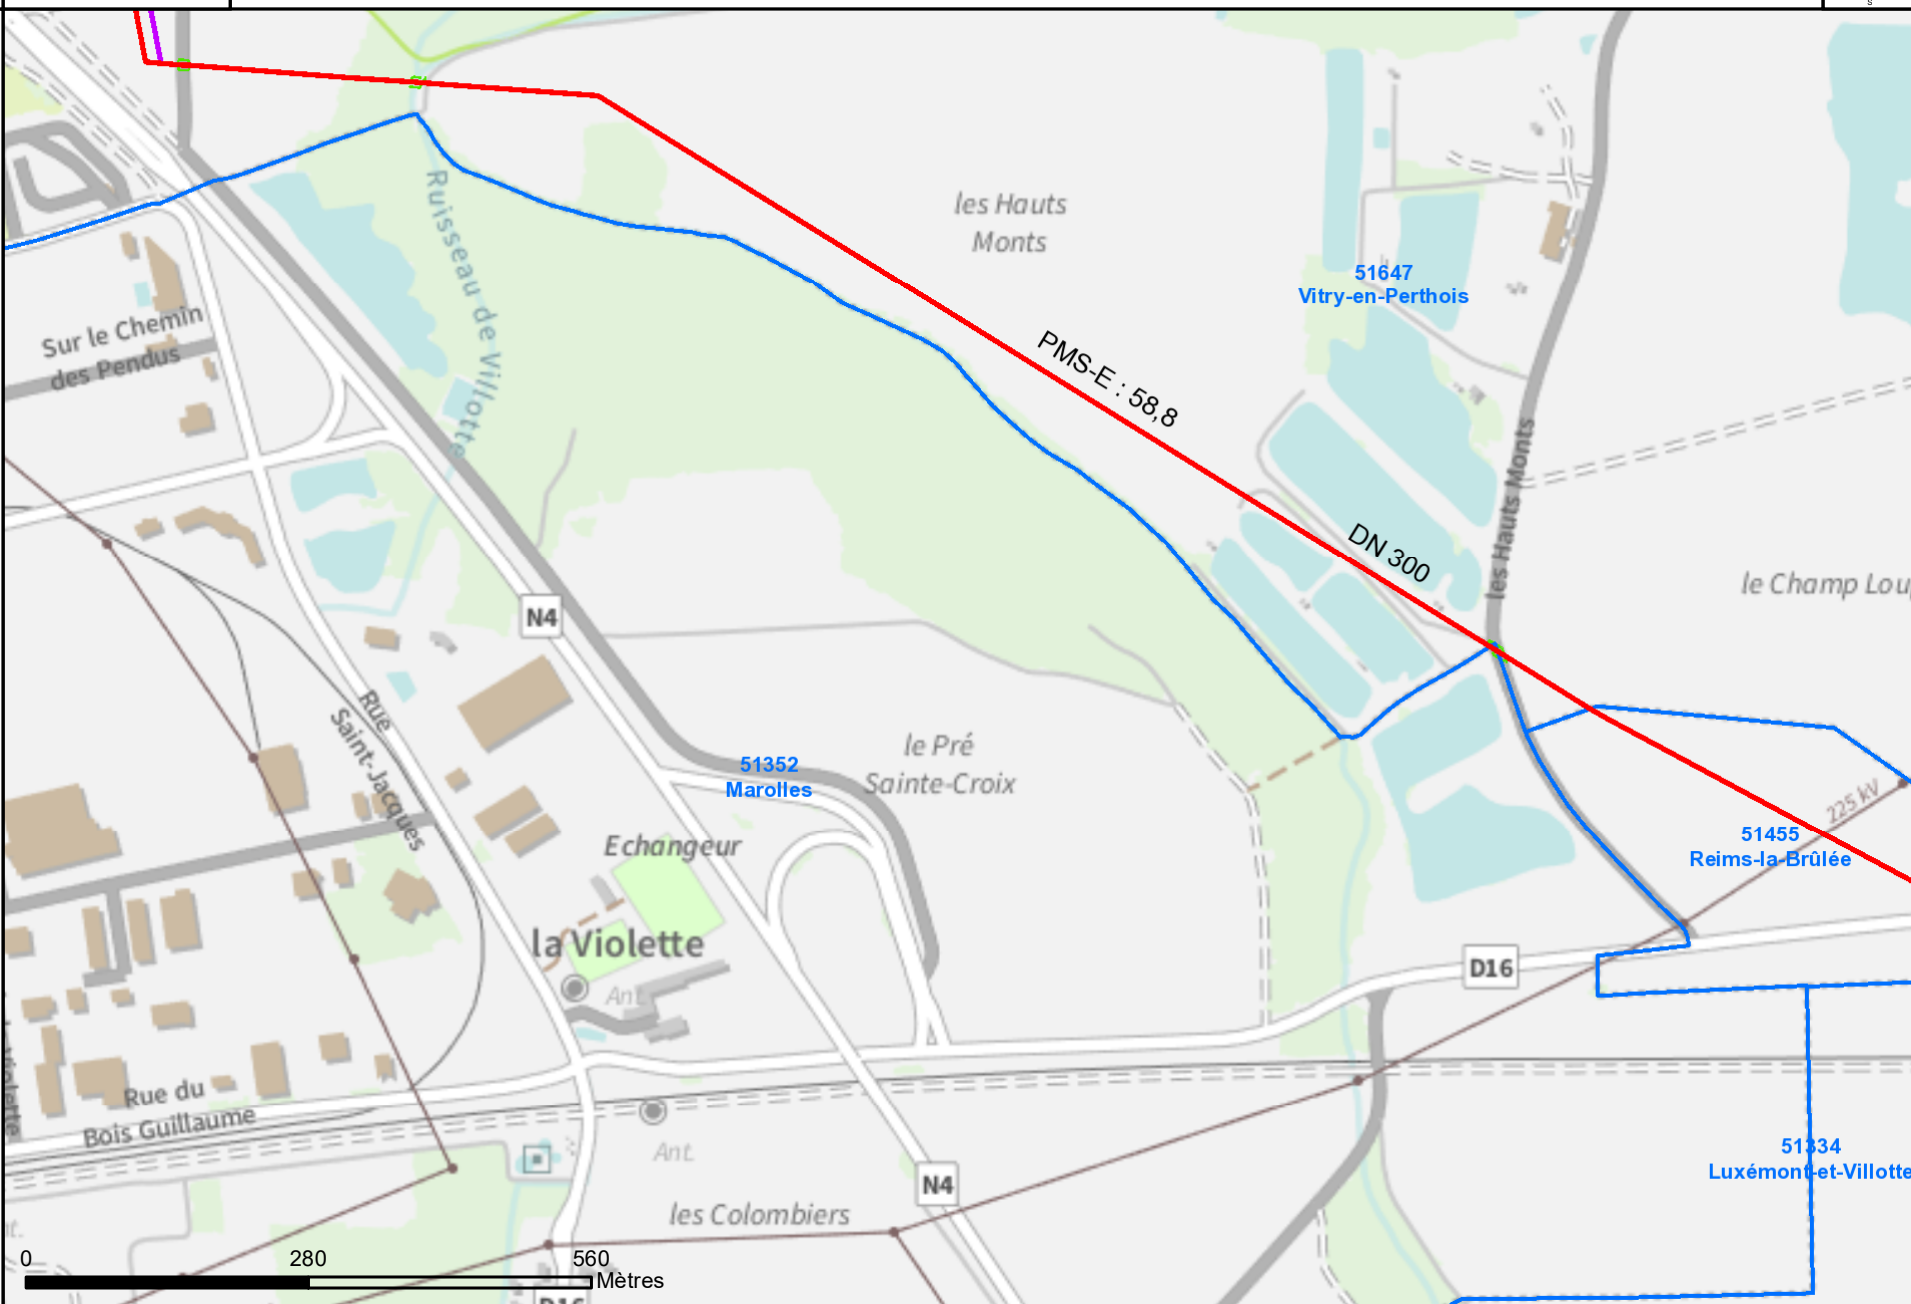 les Hauts
Monts
51647
Vitry-en-Perthois
Ruisseau de Villotte
Sur le Chemin
des Pendus
PMS-E : 58,8
DN 300
les Hauts Monts
le Champ Lou
N4
Rue
Saint-Jacques
51352
Marolles
le Pré
Sainte-Croix
225 kV
51455
Reims-la-Brûlée
Echangeur
la Violette
Ant.
D16
Rue du
Bois Guillaume
Ant.
51334
Luxémont-et-Villotte
N4
les Colombiers
0 280 560
Mètres
D16